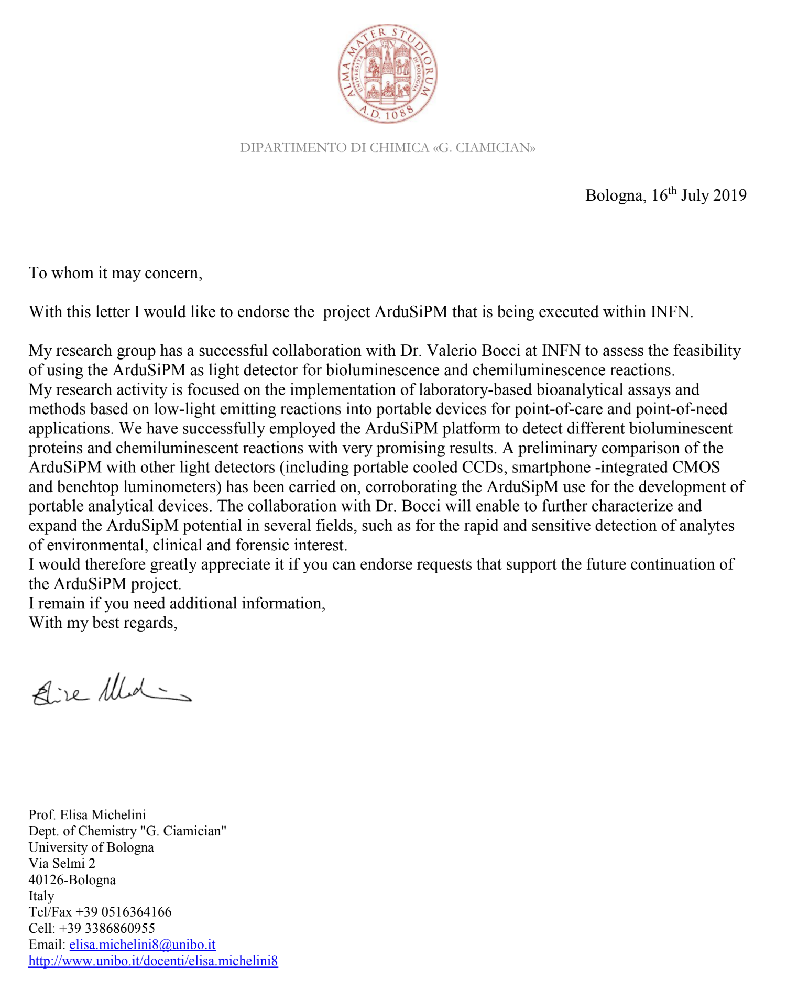 ALMA MATER STUDIORUM
UNIVERSITA DI BOLOGNA
A.D. 1088
DIPARTIMENTO DI CHIMICA «G. CIAMICIAN»
Bologna, 16th July 2019
To whom it may concern,
With this letter I would like to endorse the  project ArduSiPM that is being executed within INFN.
My research group has a successful collaboration with Dr. Valerio Bocci at INFN to assess the feasibility
of using the ArduSiPM as light detector for bioluminescence and chemiluminescence reactions.
My research activity is focused on the implementation of laboratory-based bioanalytical assays and
methods based on low-light emitting reactions into portable devices for point-of-care and point-of-need
applications. We have successfully employed the ArduSiPM platform to detect different bioluminescent
proteins and chemiluminescent reactions with very promising results. A preliminary comparison of the
ArduSiPM with other light detectors (including portable cooled CCDs, smartphone -integrated CMOS
and benchtop luminometers) has been carried on, corroborating the ArduSipM use for the development of
portable analytical devices. The collaboration with Dr. Bocci will enable to further characterize and
expand the ArduSipM potential in several fields, such as for the rapid and sensitive detection of analytes
of environmental, clinical and forensic interest.
I would therefore greatly appreciate it if you can endorse requests that support the future continuation of
the ArduSiPM project.
I remain if you need additional information,
With my best regards,
Prof. Elisa Michelini
Dept. of Chemistry "G. Ciamician"
University of Bologna
Via Selmi 2
40126-Bologna
Italy
Tel/Fax +39 0516364166
Cell: +39 3386860955
Email: elisa.michelini8@unibo.it
http://www.unibo.it/docenti/elisa.michelini8